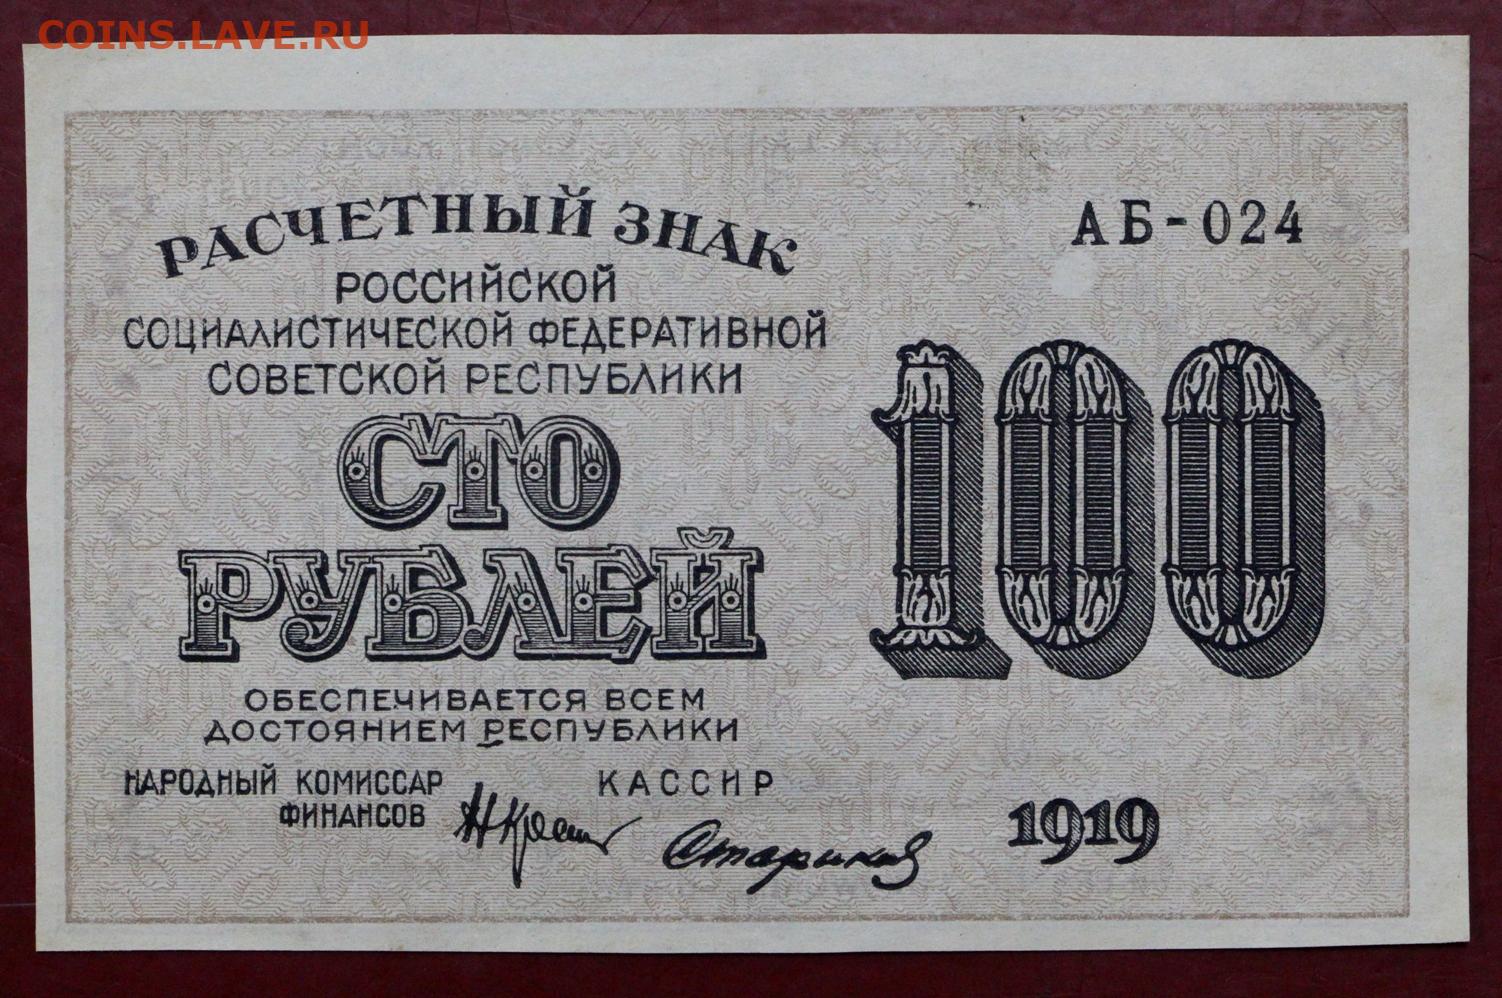 COINS.LAVE.RU
РАСЧЕТНЫЙ ЗНАК
РОССИЙСКОЙ
СОЦИАЛИСТИЧЕСКОЙ ФЕДЕРАТИВНОЙ
СОВЕТСКОЙ РЕСПУБЛИКИ
СТО
РУБЛЕЙ
ОБЕСПЕЧИВАЕТСЯ ВСЕМ
ДОСТОЯНИЕМ РЕСПУБЛИКИ
НАРОДНЫЙ КОМИССАР
ФИНАНСОВ
КАССИР
АБ-024
100
1919